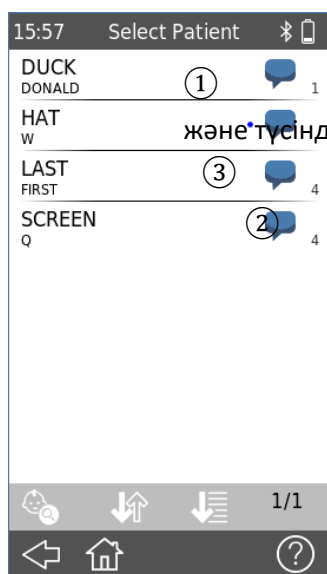 15:57 Select Patient
DUCK
DONALD ① 1
HAT
W және түсінд
LAST
FIRST ③ 4
SCREEN
Q ② 4
1/1
?